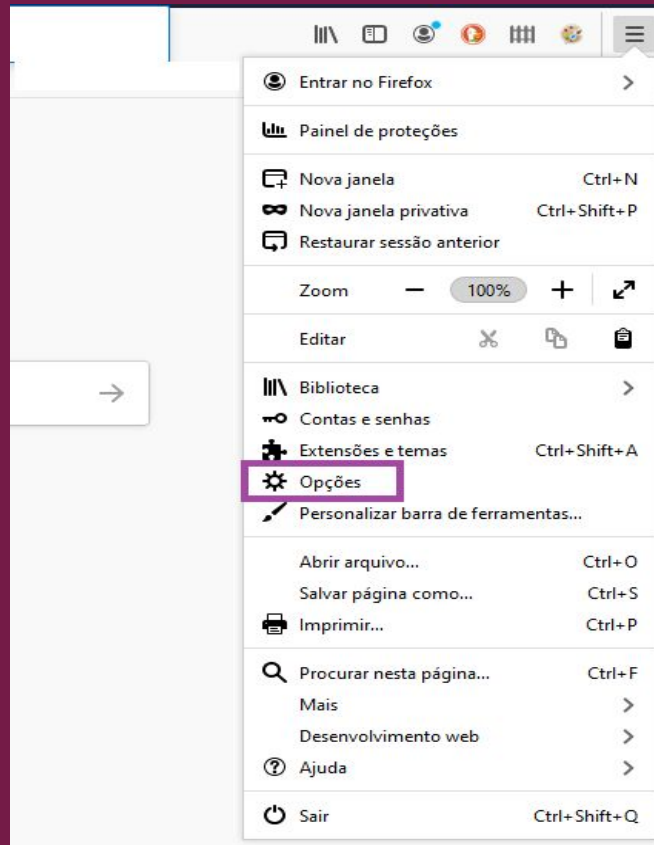 Entrar no Firefox
Painel de proteções
Nova janela Ctrl+N
Nova janela privativa Ctrl+Shift+P
Restaurar sessão anterior
Zoom 100%
Editar
Biblioteca
Contas e senhas
Extensões e temas Ctrl+Shift+A
Opções
Personalizar barra de ferramentas...
Abrir arquivo... Ctrl+O
Salvar página como... Ctrl+S
Imprimir... Ctrl+P
Procurar nesta página... Ctrl+F
Mais
Desenvolvimento web
Ajuda
Sair Ctrl+Shift+Q